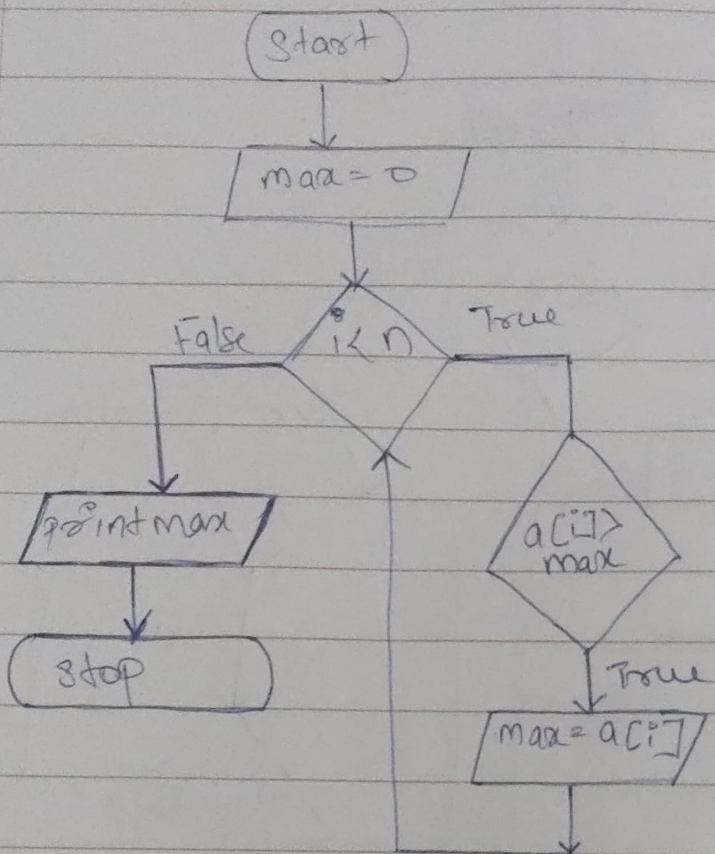 Start
max = 0
i < n
False
True
print max
a[i] >
max
Stop
True
max = a[i]